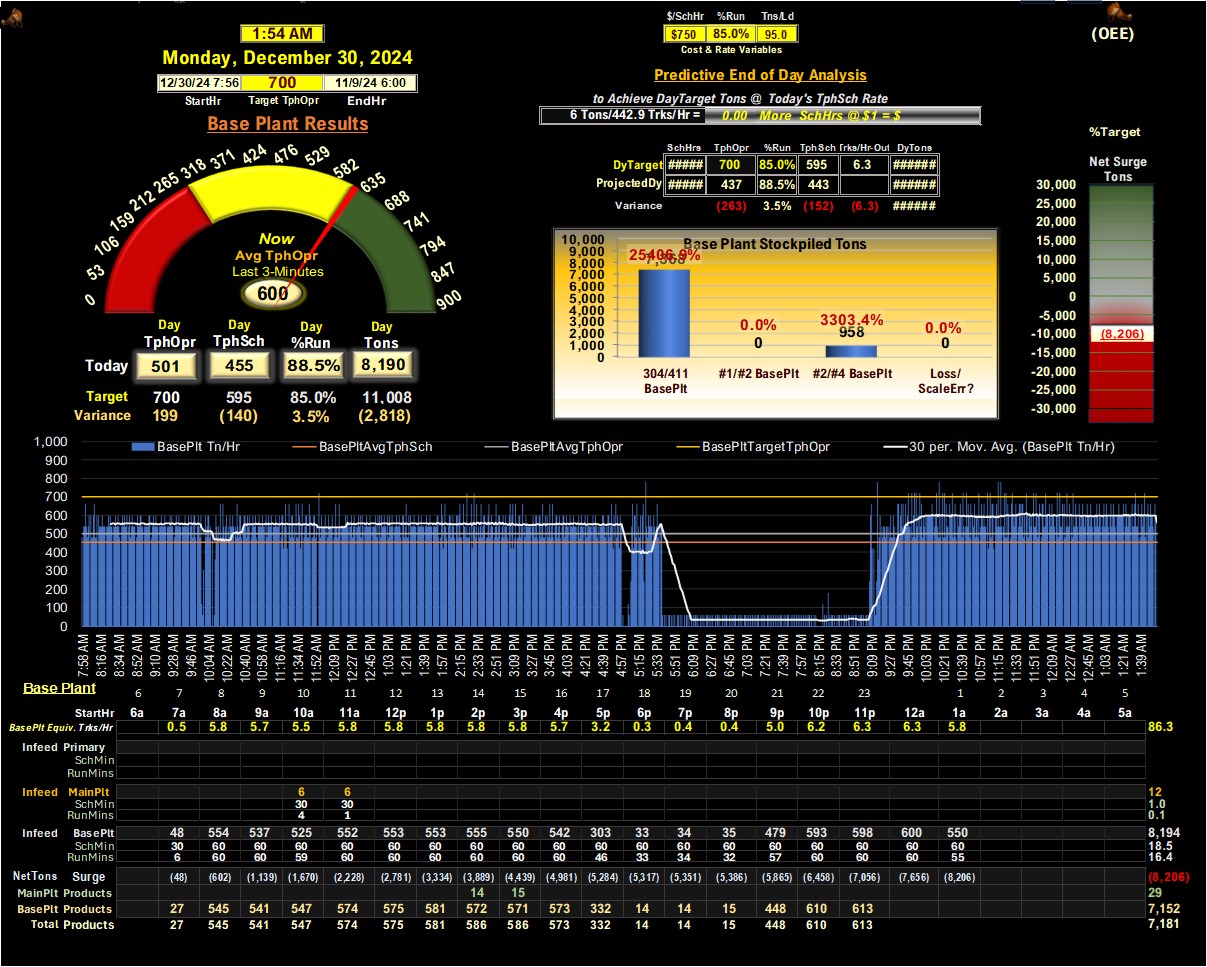 1:54 AM
Monday, December 30, 2024
12/30/24 7:56 700 11/9/24 6:00
StartHr Target TphOpr EndHr
Base Plant Results
0 53 106 159 212 265 318 371 424 476 529 582 635 688 741 794 847 900
Now
Avg TphOpr
Last 3-Minutes
600
Day Day Day Day
TphOpr TphSch %Run Tons
Today 501 455 88.5% 8,190
Target 700 595 85.0% 11,008
Variance 199 (140) 3.5% (2,818)
$/SchHr %Run Tns/Ld
$750 85.0% 95.0
Cost & Rate Variables
Predictive End of Day Analysis
to Achieve DayTarget Tons @ Today's TphSch Rate
6 Tons/442.9 Trks/Hr = 0.00 More SchHrs @ $1 = $
SchHrs TphOpr %Run TphSch Trks/Hr-Out DyTons
DyTarget ##### 700 85.0% 595 6.3 ######
ProjectedDy ##### 437 88.5% 443 ######
Variance (263) 3.5% (152) (6.3) ######
Base Plant Stockpiled Tons
10,000
9,000
8,000
7,000
6,000
5,000
4,000
3,000
2,000
1,000
0
25406.9%
7,368
0.0%
0
3303.4%
958
0.0%
0
304/411 BasePlt
#1/#2 BasePlt
#2/#4 BasePlt
Loss/ ScaleErr?
(OEE)
%Target
Net Surge
Tons
30,000
25,000
20,000
15,000
10,000
5,000
0
-5,000
-10,000
-15,000
-20,000
-25,000
-30,000
(8,206)
BasePlt Tn/Hr BasePltAvgTphSch BasePltAvgTphOpr BasePltTargetTphOpr 30 per. Mov. Avg. (BasePlt Tn/Hr)
1,000
900
800
700
600
500
400
300
200
100
0
7:58 AM 8:16 AM 8:34 AM 8:52 AM 9:10 AM 9:28 AM 9:46 AM 10:04 AM 10:22 AM 10:40 AM 10:58 AM 11:16 AM 11:34 AM 11:52 AM 12:09 PM 12:27 PM 12:45 PM 1:03 PM 1:21 PM 1:39 PM 1:57 PM 2:15 PM 2:33 PM 2:51 PM 3:09 PM 3:27 PM 3:45 PM 4:03 PM 4:21 PM 4:39 PM 4:57 PM 5:15 PM 5:33 PM 5:51 PM 6:09 PM 6:27 PM 6:45 PM 7:03 PM 7:21 PM 7:39 PM 7:57 PM 8:15 PM 8:33 PM 8:51 PM 9:09 PM 9:27 PM 9:45 PM 10:03 PM 10:21 PM 10:39 PM 10:57 PM 11:15 PM 11:33 PM 11:51 PM 12:09 AM 12:27 AM 12:45 AM 1:03 AM 1:21 AM 1:39 AM
Base Plant 6 7 8 9 10 11 12 13 14 15 16 17 18 19 20 21 22 23 1 2 3 4 5
StartHr 6a 7a 8a 9a 10a 11a 12p 1p 2p 3p 4p 5p 6p 7p 8p 9p 10p 11p 12a 1a 2a 3a 4a 5a
BasePlt Equiv. Trks/Hr 0.5 5.8 5.7 5.5 5.8 5.8 5.8 5.8 5.8 5.7 3.2 0.3 0.4 0.4 5.0 6.2 6.3 6.3 5.8 86.3
Infeed Primary
SchMin
RunMins
Infeed MainPlt 6 6 12
SchMin 30 30 1.0
RunMins 4 1 0.1
Infeed BasePlt 48 554 537 525 552 553 553 555 550 542 303 33 34 35 479 593 598 600 550 8,194
SchMin 30 60 60 60 60 60 60 60 60 60 60 60 60 60 60 60 60 60 60 18.5
RunMins 6 60 60 59 60 60 60 60 60 60 46 33 34 32 57 60 60 60 55 16.4
NetTons Surge (48) (602) (1,139) (1,670) (2,228) (2,781) (3,334) (3,889) (4,439) (4,981) (5,284) (5,317) (5,351) (5,386) (5,865) (6,458) (7,056) (7,656) (8,206) (8,206)
MainPlt Products 14 15 29
BasePlt Products 27 545 541 547 574 575 581 572 571 573 332 14 14 15 448 610 613 7,152
Total Products 27 545 541 547 574 575 581 586 586 573 332 14 14 15 448 610 613 7,181